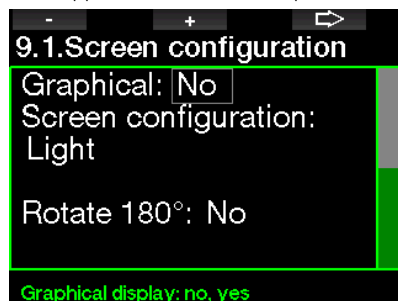 - +
9.1.Screen configuration
Graphical: No
Screen configuration:
Light
Rotate 180°: No
Graphical display: no, yes